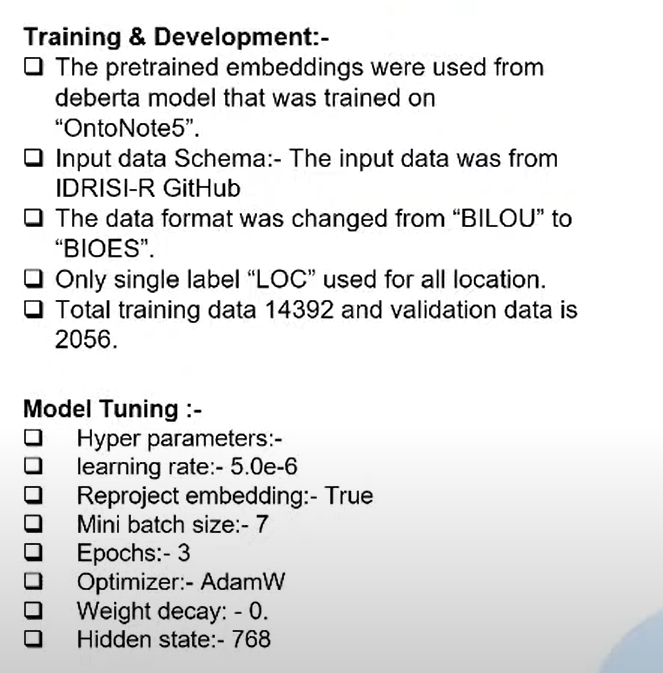 Training & Development:-
❑ The pretrained embeddings were used from
deberta model that was trained on
“OntoNote5”.
❑ Input data Schema:- The input data was from
IDRISI-R GitHub
❑ The data format was changed from “BILOU” to
“BIOES”.
❑ Only single label “LOC” used for all location.
❑ Total training data 14392 and validation data is
2056.
Model Tuning :-
❑ Hyper parameters:-
❑ learning rate:- 5.0e-6
❑ Reproject embedding:- True
❑ Mini batch size:- 7
❑ Epochs:- 3
❑ Optimizer:- AdamW
❑ Weight decay: - 0.
❑ Hidden state:- 768